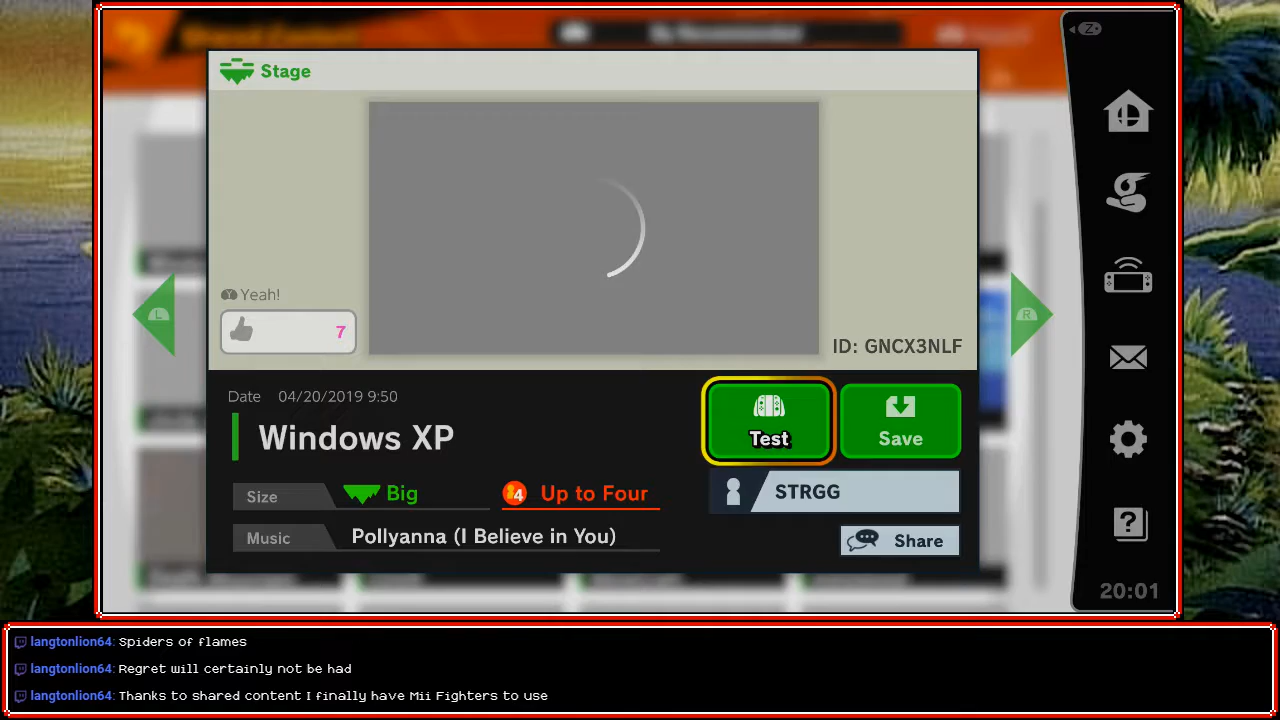 Stage
Yeah!
7
ID: GNCX3NLF
Date 04/20/2019 9:50
Windows XP
Test
Save
Size Big
4 Up to Four
STRGG
Music Pollyanna (I Believe in You)
Share
L
R
Z
20:01
langtonlion64: Spiders of flames
langtonlion64: Regret will certainly not be had
langtonlion64: Thanks to shared content I finally have Mii Fighters to use